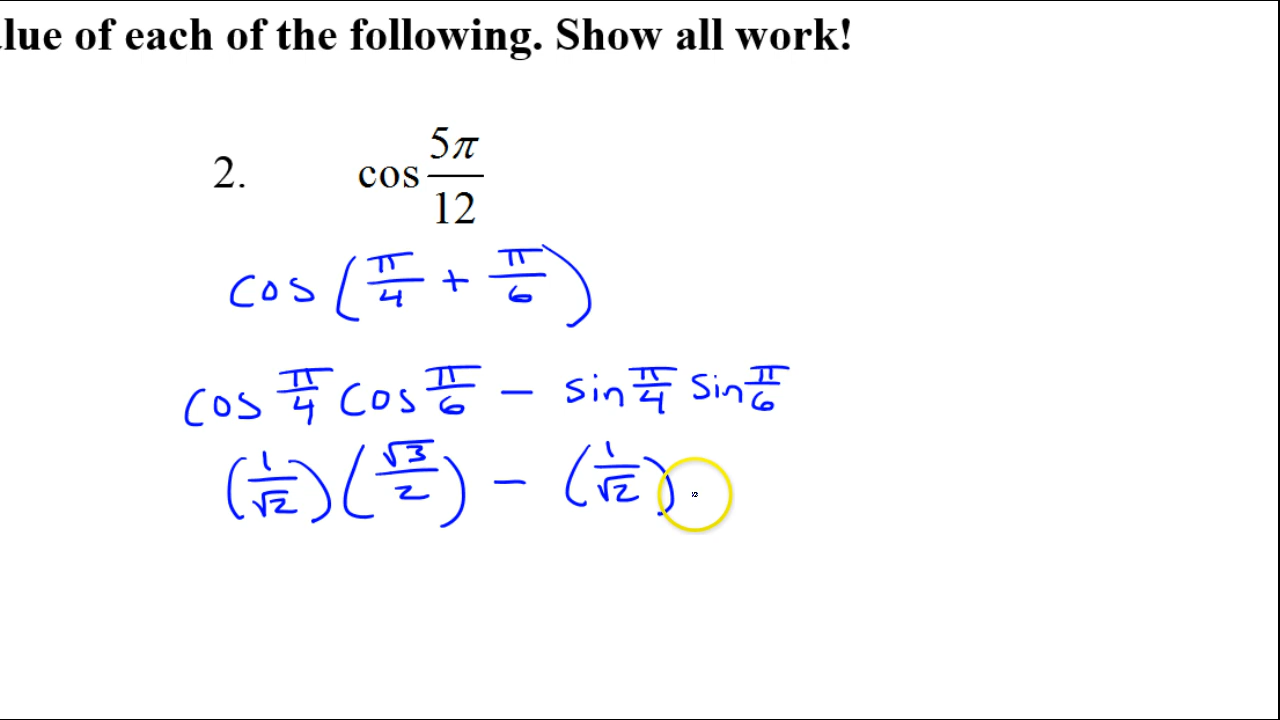 lue of each of the following. Show all work!
2. cos 5π/12
cos (π/4 + π/6)
cos π/4 cos π/6 − sin π/4 sin π/6
(1/√2) (√3/2) − (1/√2)